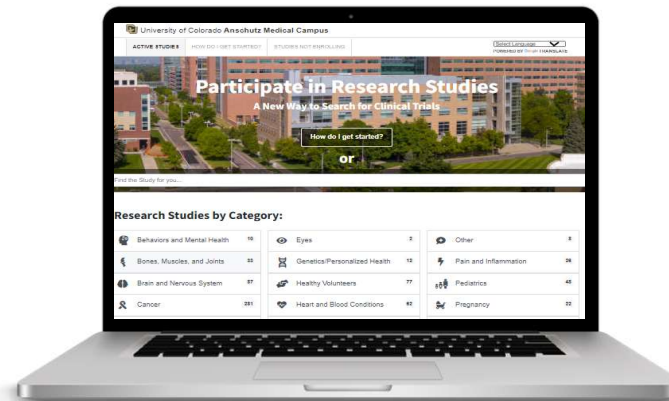 University of Colorado Anschutz Medical Campus
ACTIVE STUDIES HOW DO I GET STARTED? STUDIES NOT ENROLLING
Select Language
POWERED BY TRANSLATE
Participate in Research Studies
A New Way to Search for Clinical Trials
How do I get started?
or
Find the Study for you...
Research Studies by Category:
Behaviors and Mental Health Eyes 2 Other
Bones, Muscles, and Joints Genetics/Personalized Health 12 Pain and Inflammation
Brain and Nervous System 57 Healthy Volunteers 77 Pediatrics
Cancer Heart and Blood Conditions 62 Pregnancy 22